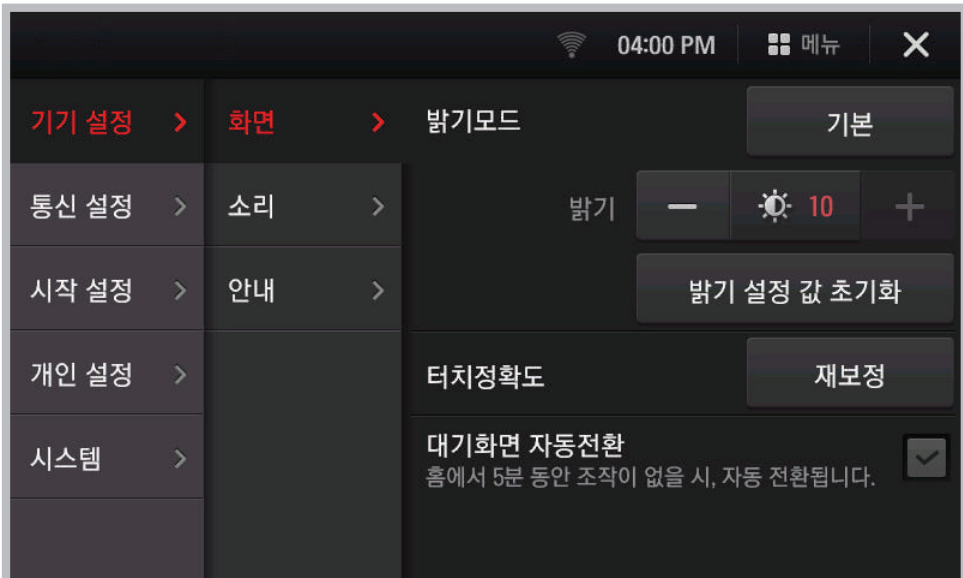 04:00 PM 메뉴
기기 설정
통신 설정
시작 설정
개인 설정
시스템
화면
소리
안내
밝기모드 기본
밝기 10
밝기 설정 값 초기화
터치정확도 재보정
대기화면 자동전환
홈에서 5분 동안 조작이 없을 시, 자동 전환됩니다.